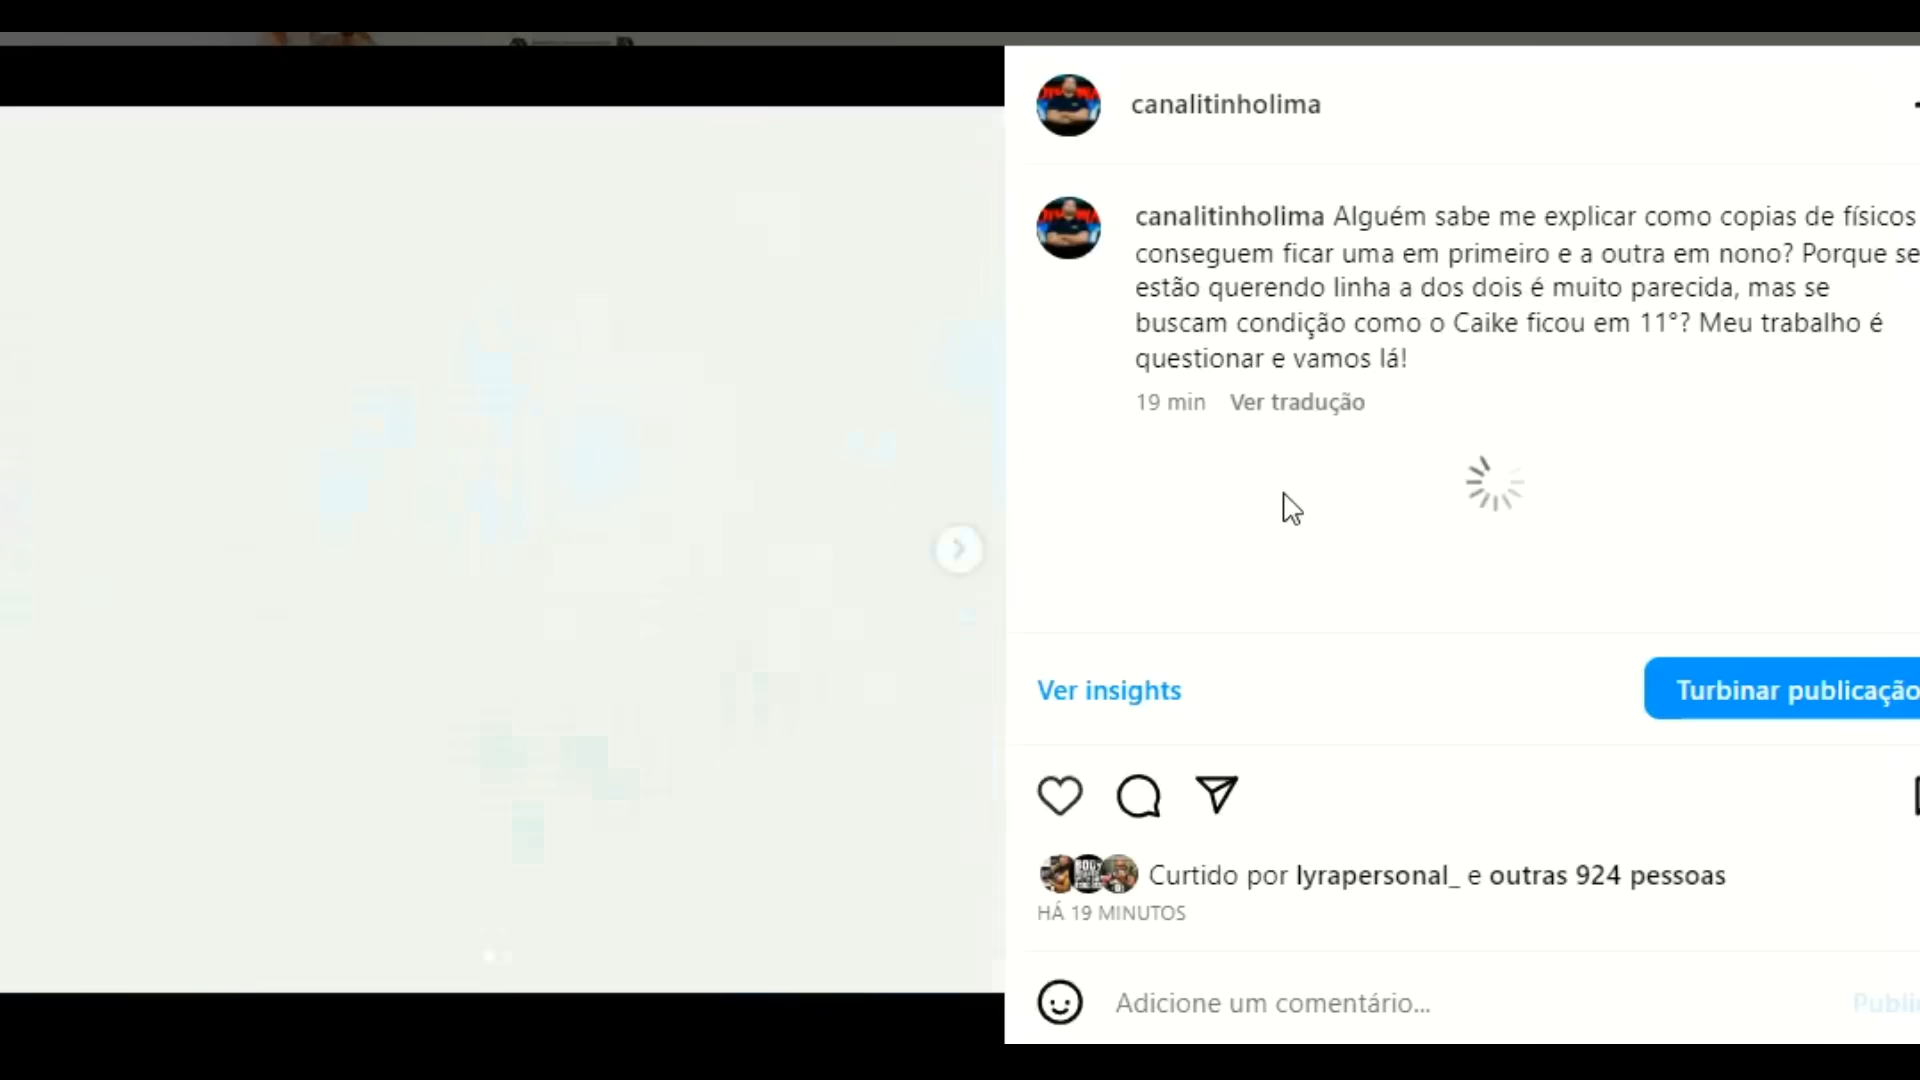 canalitinholima
canalitinholima Alguém sabe me explicar como copias de físicos
conseguem ficar uma em primeiro e a outra em nono? Porque se
estão querendo linha a dos dois é muito parecida, mas se
buscam condição como o Caike ficou em 11°? Meu trabalho é
questionar e vamos lá!
19 min Ver tradução
Ver insights
Turbinar publicação
Curtido por lyrapersonal_ e outras 924 pessoas
HÁ 19 MINUTOS
Adicione um comentário...